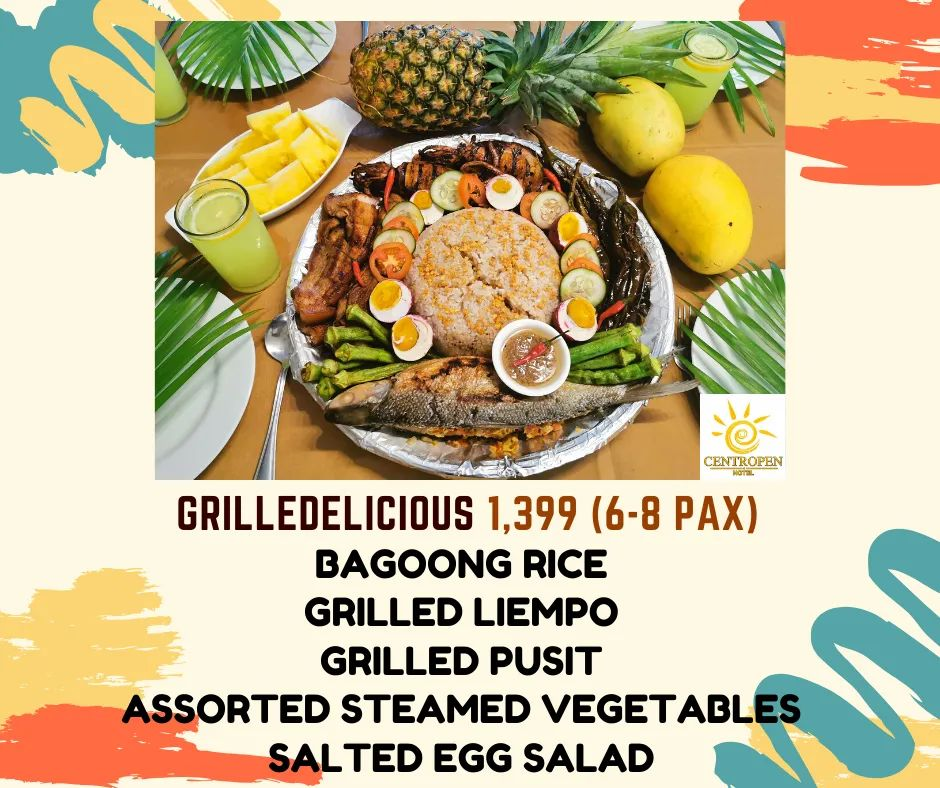 CENTROPEN
HOTEL
GRILLEDELICIOUS 1,399 (6-8 PAX)
BAGOONG RICE
GRILLED LIEMPO
GRILLED PUSIT
ASSORTED STEAMED VEGETABLES
SALTED EGG SALAD